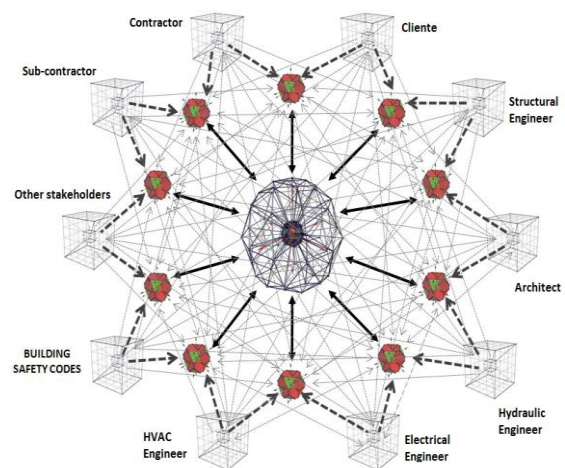 Contractor
Cliente
Sub-contractor
Structural
Engineer
Other stakeholders
Architect
BUILDING
SAFETY CODES
Hydraulic
Engineer
HVAC
Engineer
Electrical
Engineer